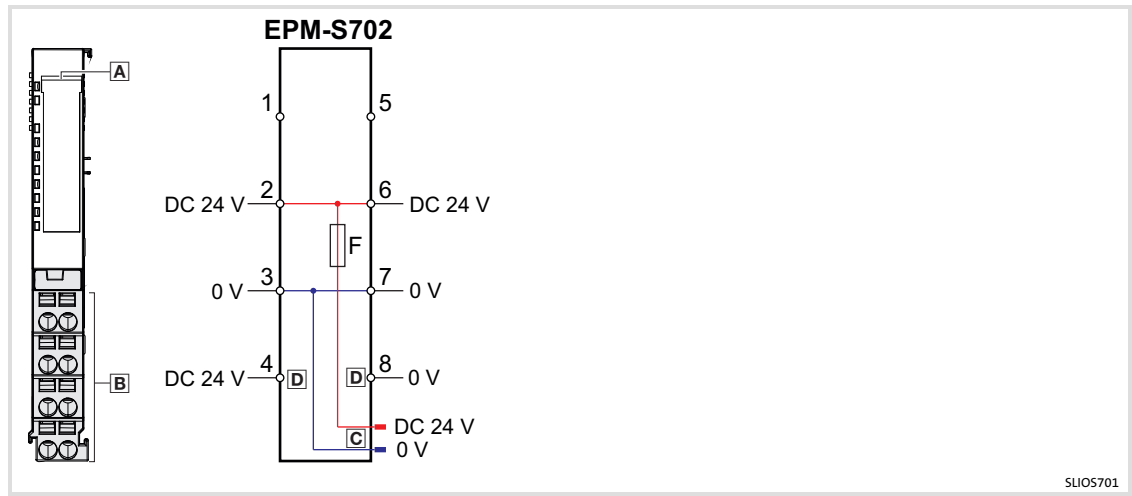 EPM-S702
A
1 5
DC 24 V 2 6 DC 24 V
F
0 V 3 7 0 V
DC 24 V 4 D D 8 0 V
B
DC 24 V
C
0 V
SLIOS701